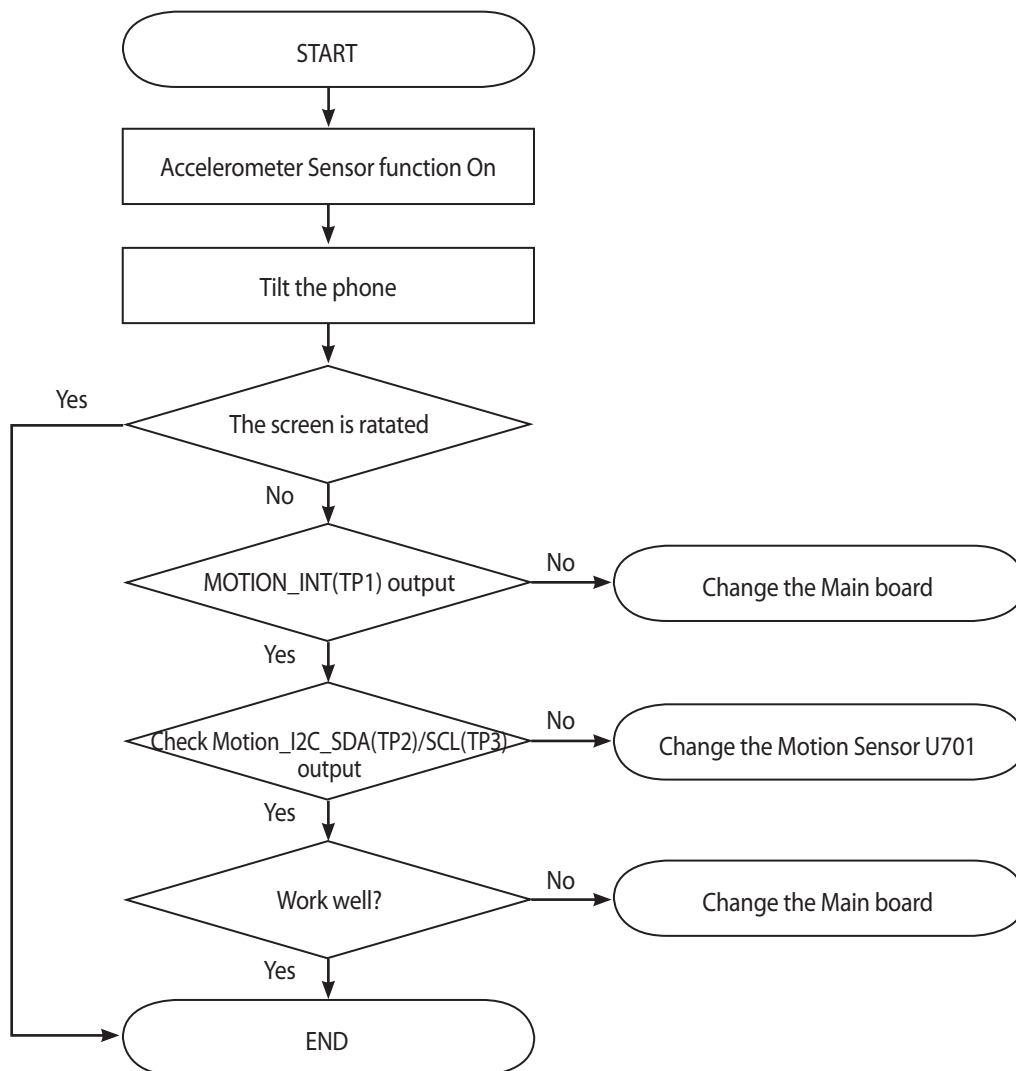 START
Accelerometer Sensor function On
Tilt the phone
Yes
The screen is ratated
No
MOTION_INT(TP1) output
No
Change the Main board
Yes
Check Motion_I2C_SDA(TP2)/SCL(TP3)
output
No
Change the Motion Sensor U701
Yes
Work well?
No
Change the Main board
Yes
END